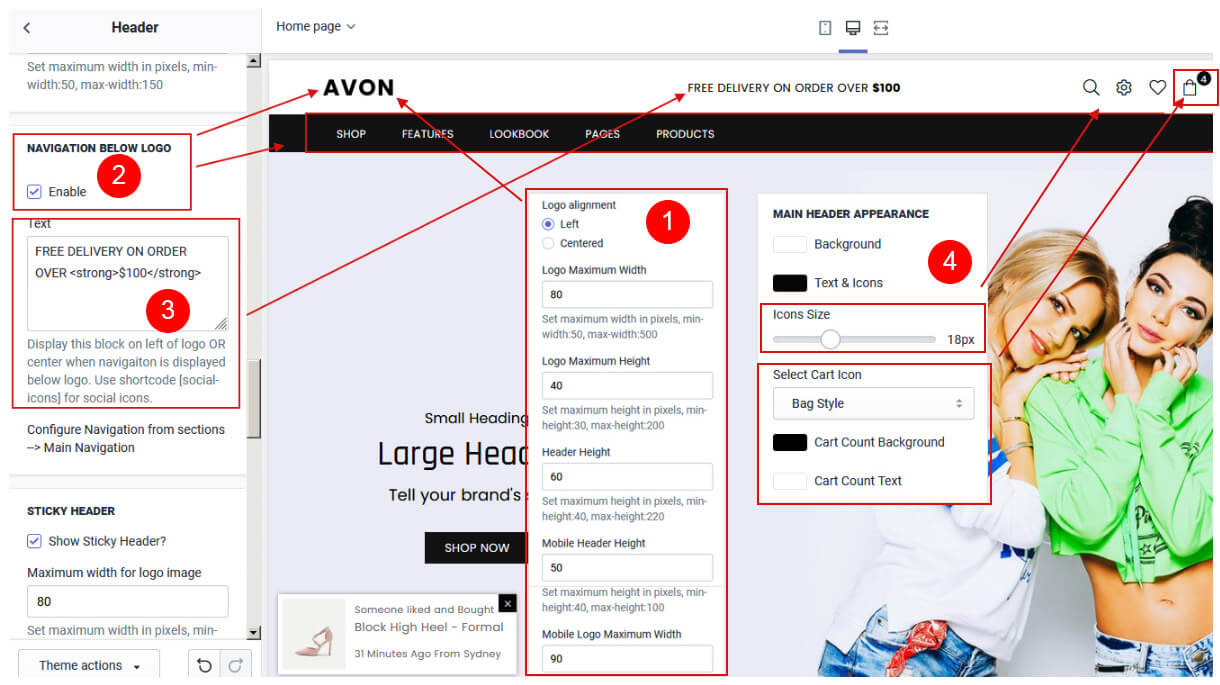 Header
Home page
Set maximum width in pixels, min-
width:50, max-width:150
NAVIGATION BELOW LOGO
2
Enable
Text
FREE DELIVERY ON ORDER
OVER <strong>$100</strong>
3
Display this block on left of logo OR
center when navigaiton is displayed
below logo. Use shortcode [social-
icons] for social icons.
Configure Navigation from sections
--> Main Navigation
STICKY HEADER
Show Sticky Header?
Maximum width for logo image
80
Set maximum width in pixels, min-
Theme actions
AVON
FREE DELIVERY ON ORDER OVER $100
4
SHOP
FEATURES
LOOKBOOK
PAGES
PRODUCTS
Small Heading
Large Head
Tell your brand's s
SHOP NOW
Someone liked and Bought
Block High Heel - Formal
31 Minutes Ago From Sydney
x
1
Logo alignment
Left
Centered
Logo Maximum Width
80
Set maximum width in pixels, min-
width:50, max-width:500
Logo Maximum Height
40
Set maximum height in pixels, min-
height:30, max-height:200
Header Height
60
Set maximum height in pixels, min-
height:40, max-height:220
Mobile Header Height
50
Set maximum height in pixels, min-
height:40, max-height:100
Mobile Logo Maximum Width
90
MAIN HEADER APPEARANCE
Background
4
Text & Icons
Icons Size
18px
Select Cart Icon
Bag Style
Cart Count Background
Cart Count Text